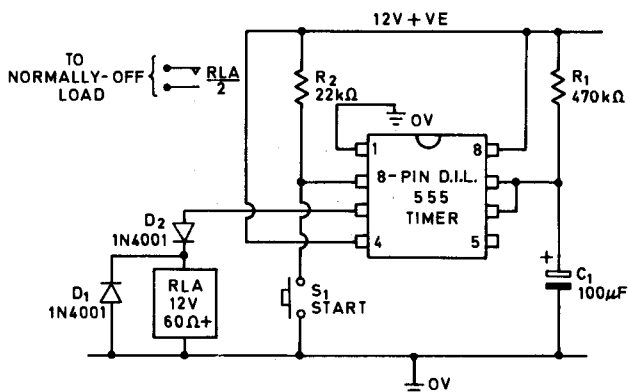 12V + VE
TO
NORMALLY-OFF
LOAD
RLA
2
R2
22kΩ
R1
470kΩ
0V
1
8
8-PIN D.I.L.
555
TIMER
4
5
D2
1N4001
D1
1N4001
RLA
12V
60Ω+
S1
START
+
C1
100µF
0V